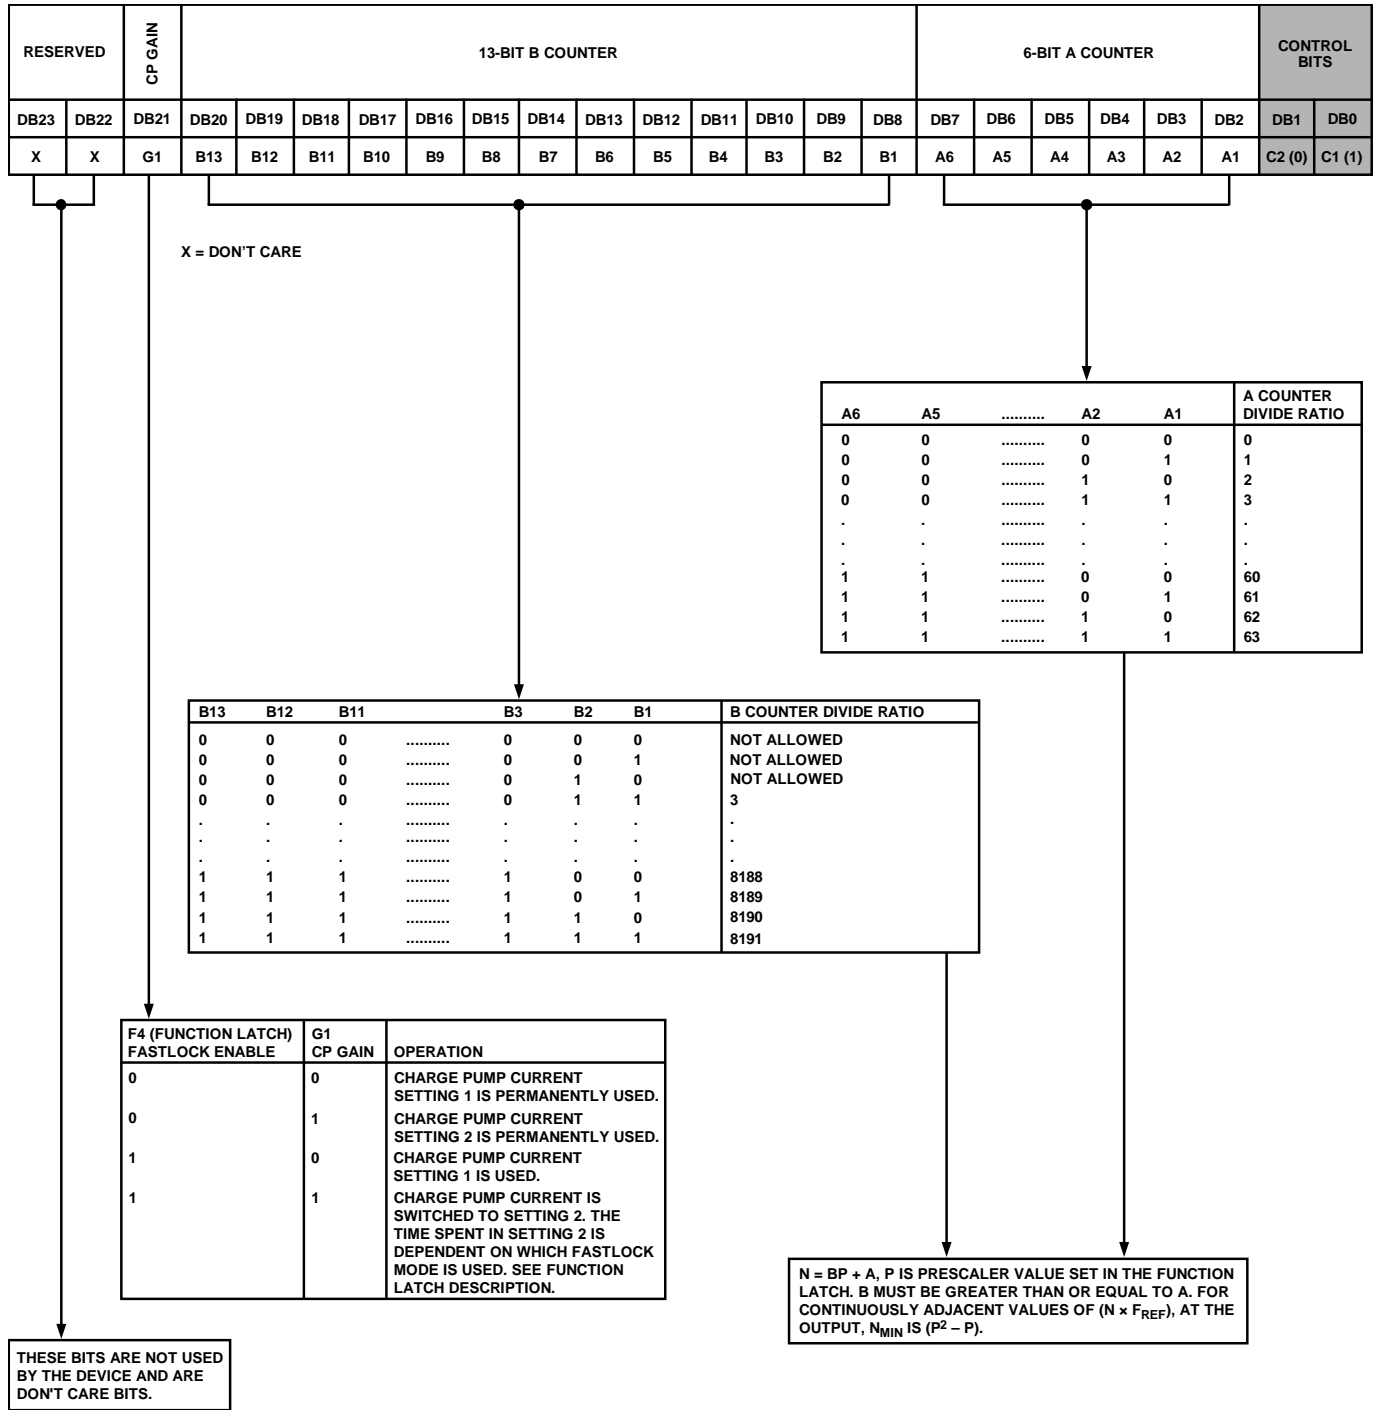 RESERVED CP GAIN 13-BIT B COUNTER 6-BIT A COUNTER CONTROL BITS
DB23 DB22 DB21 DB20 DB19 DB18 DB17 DB16 DB15 DB14 DB13 DB12 DB11 DB10 DB9 DB8 DB7 DB6 DB5 DB4 DB3 DB2 DB1 DB0
X X G1 B13 B12 B11 B10 B9 B8 B7 B6 B5 B4 B3 B2 B1 A6 A5 A4 A3 A2 A1 C2 (0) C1 (1)
X = DON'T CARE
A6 A5 .......... A2 A1 A COUNTER DIVIDE RATIO
0 0 .......... 0 0 0
0 0 .......... 0 1 1
0 0 .......... 1 0 2
0 0 .......... 1 1 3
. . .......... . . .
. . .......... . . .
. . .......... . . .
1 1 .......... 0 0 60
1 1 .......... 0 1 61
1 1 .......... 1 0 62
1 1 .......... 1 1 63
B13 B12 B11 B3 B2 B1 B COUNTER DIVIDE RATIO
0 0 0 .......... 0 0 0 NOT ALLOWED
0 0 0 .......... 0 0 1 NOT ALLOWED
0 0 0 .......... 0 1 0 NOT ALLOWED
0 0 0 .......... 0 1 1 3
. . . .......... . . . .
. . . .......... . . . .
. . . .......... . . . .
1 1 1 .......... 1 0 0 8188
1 1 1 .......... 1 0 1 8189
1 1 1 .......... 1 1 0 8190
1 1 1 .......... 1 1 1 8191
F4 (FUNCTION LATCH) G1
FASTLOCK ENABLE CP GAIN OPERATION
0 0 CHARGE PUMP CURRENT
SETTING 1 IS PERMANENTLY USED.
0 1 CHARGE PUMP CURRENT
SETTING 2 IS PERMANENTLY USED.
1 0 CHARGE PUMP CURRENT
SETTING 1 IS USED.
1 1 CHARGE PUMP CURRENT IS
SWITCHED TO SETTING 2. THE
TIME SPENT IN SETTING 2 IS
DEPENDENT ON WHICH FASTLOCK
MODE IS USED. SEE FUNCTION
LATCH DESCRIPTION.
N = BP + A, P IS PRESCALER VALUE SET IN THE FUNCTION
LATCH. B MUST BE GREATER THAN OR EQUAL TO A. FOR
CONTINUOUSLY ADJACENT VALUES OF (N × FREF), AT THE
OUTPUT, NMIN IS (P² – P).
THESE BITS ARE NOT USED
BY THE DEVICE AND ARE
DON'T CARE BITS.